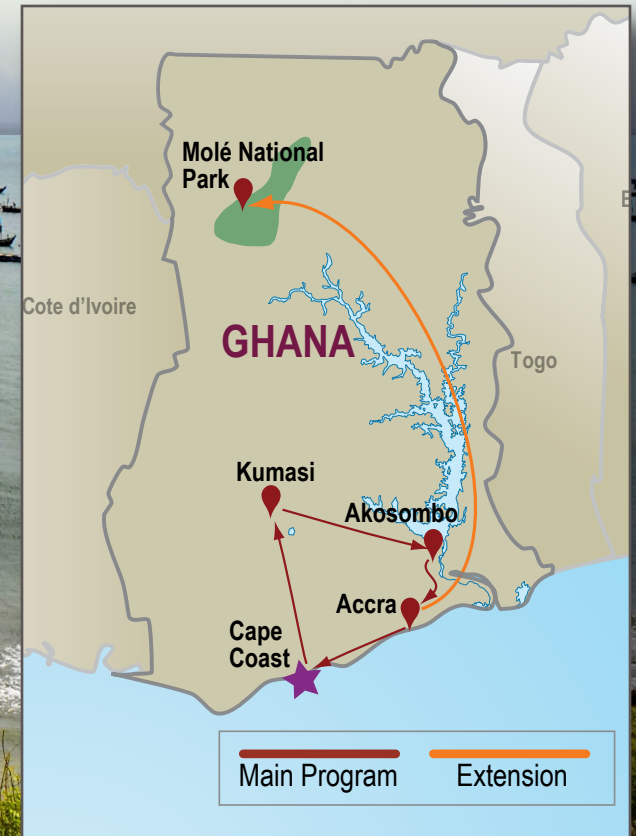 Molé National
Park
Cote d'Ivoire
GHANA
Togo
Kumasi
Akosombo
Accra
Cape
Coast
Main Program
Extension